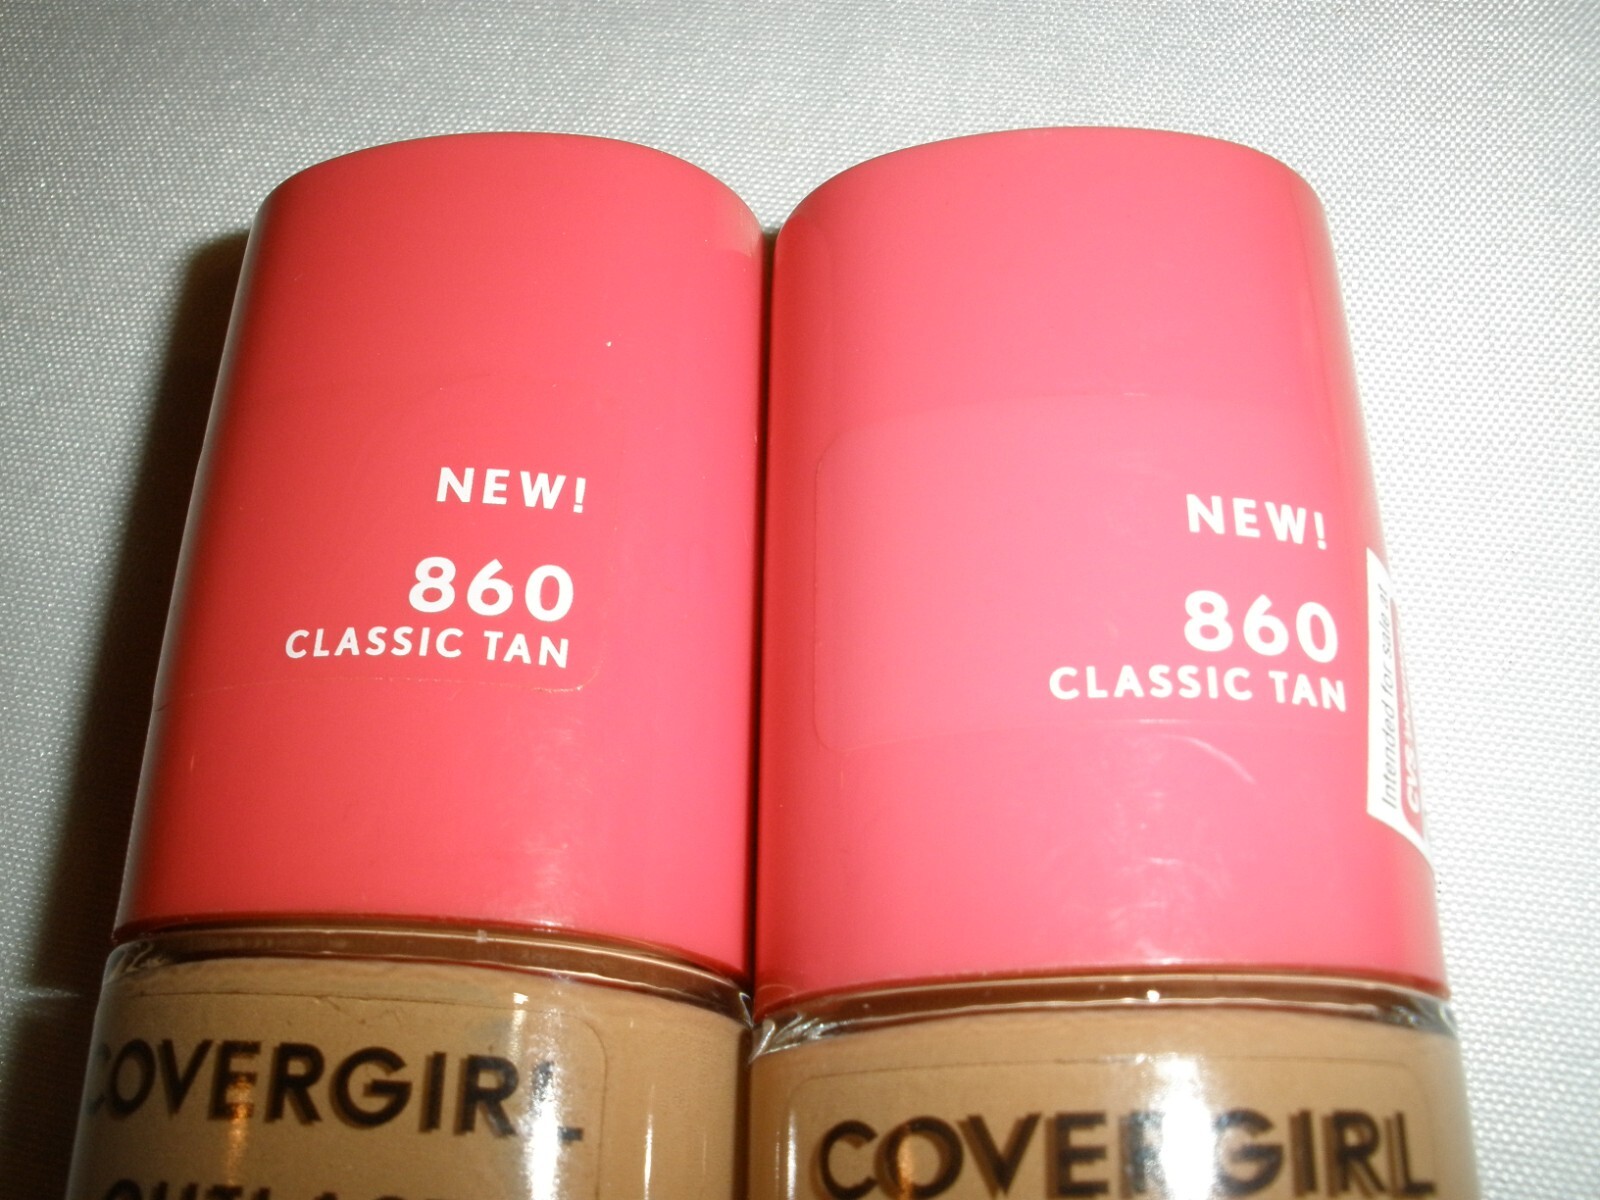 NEW!
860
CLASSIC TAN
COVERGIRL
NEW!
860
CLASSIC TAN
Intended for sale at
COVERGIRL